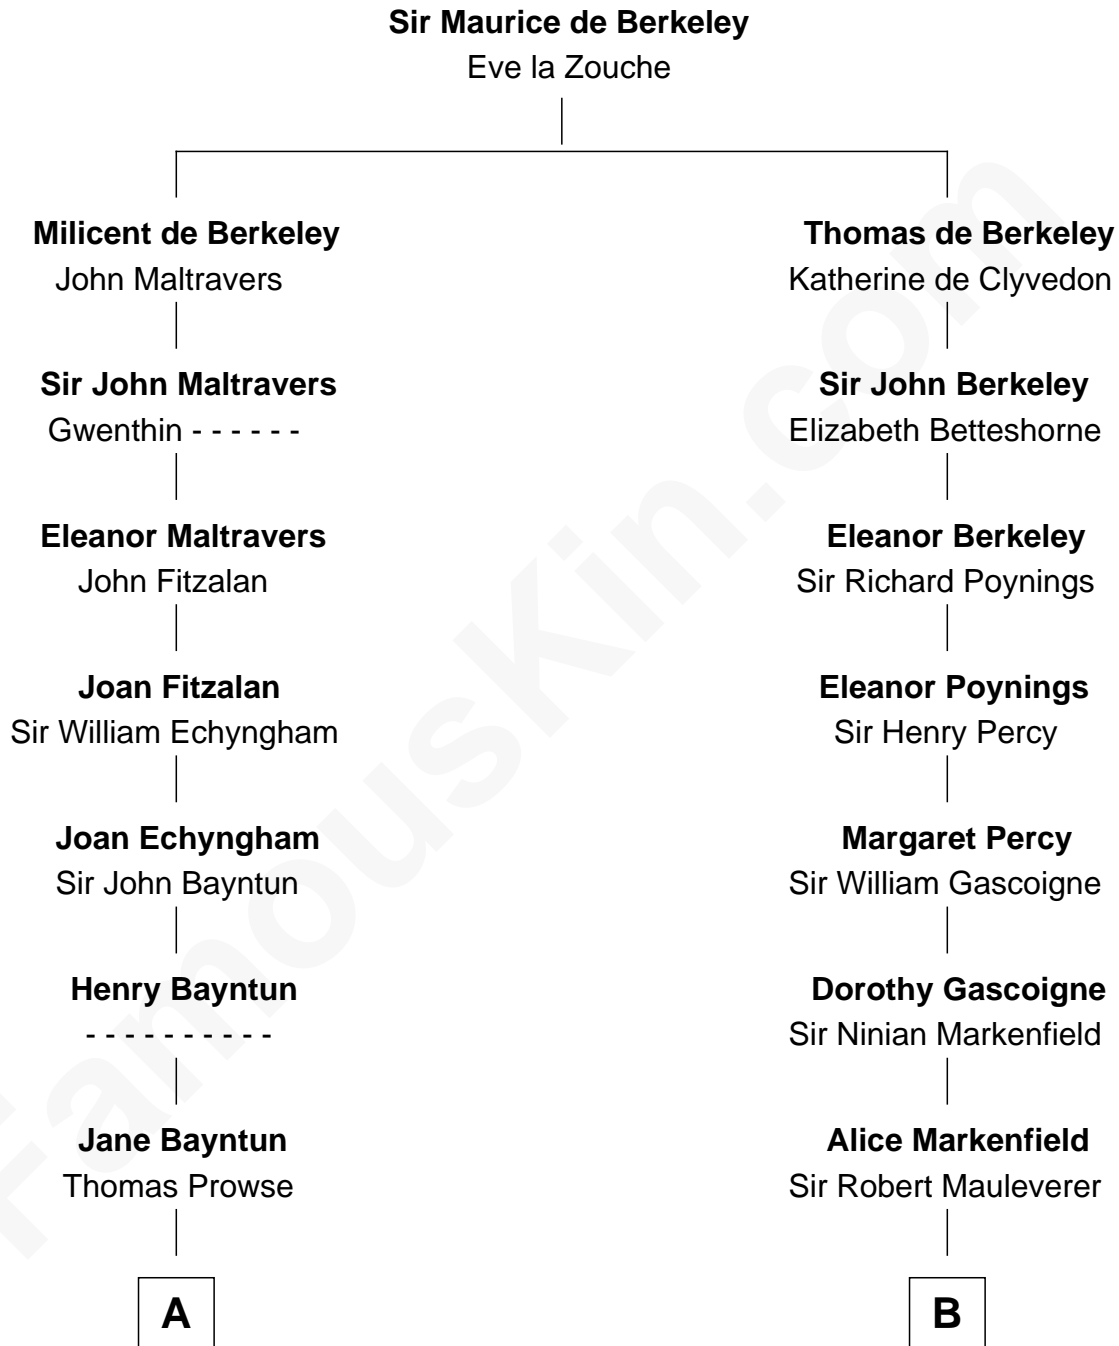 Sir Maurice de Berkeley
Eve la Zouche
Milicent de Berkeley
John Maltravers
Thomas de Berkeley
Katherine de Clyvedon
Sir John Maltravers
Gwenthin - - - - - -
Sir John Berkeley
Elizabeth Betteshorne
Eleanor Maltravers
John Fitzalan
Eleanor Berkeley
Sir Richard Poynings
Joan Fitzalan
Sir William Echyngham
Eleanor Poynings
Sir Henry Percy
Joan Echyngham
Sir John Bayntun
Margaret Percy
Sir William Gascoigne
Henry Bayntun
- - - - - - - - - -
Dorothy Gascoigne
Sir Ninian Markenfield
Jane Bayntun
Thomas Prowse
Alice Markenfield
Sir Robert Mauleverer
A
B
FamousKin.com